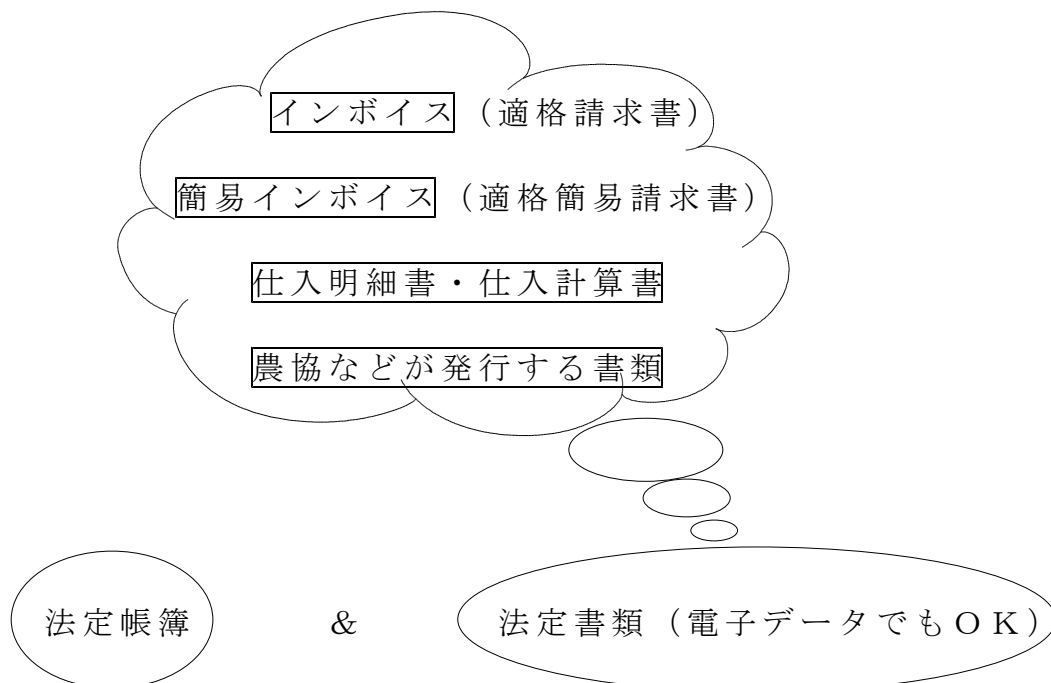 インボイス（適格請求書）
簡易インボイス（適格簡易請求書）
仕入明細書・仕入計算書
農協などが発行する書類
法定帳簿 & 法定書類（電子データでもＯＫ）